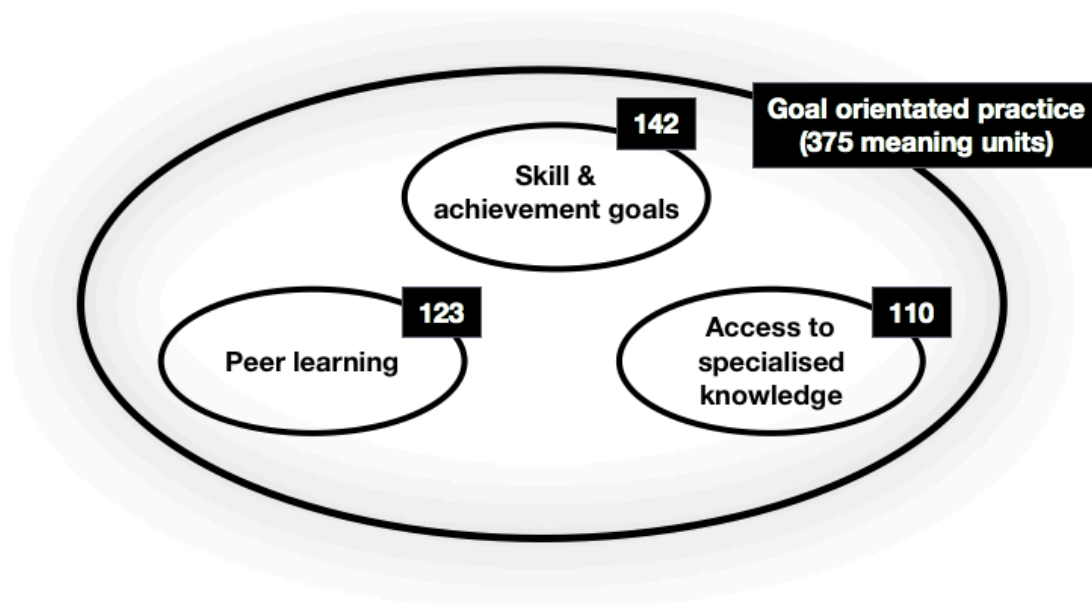 Goal orientated practice
(375 meaning units)
142
Skill &
achievement goals
123
Peer learning
110
Access to
specialised
knowledge